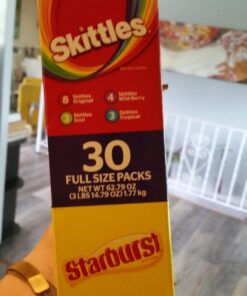 Skittles
8 Skittles Original
4 Skittles Wild Berry
3 Skittles Sour
3 Skittles Tropical
30
FULL SIZE PACKS
NET WT 62.79 OZ
(3 LBS 14.79 OZ) 1.77 kg
Starburst